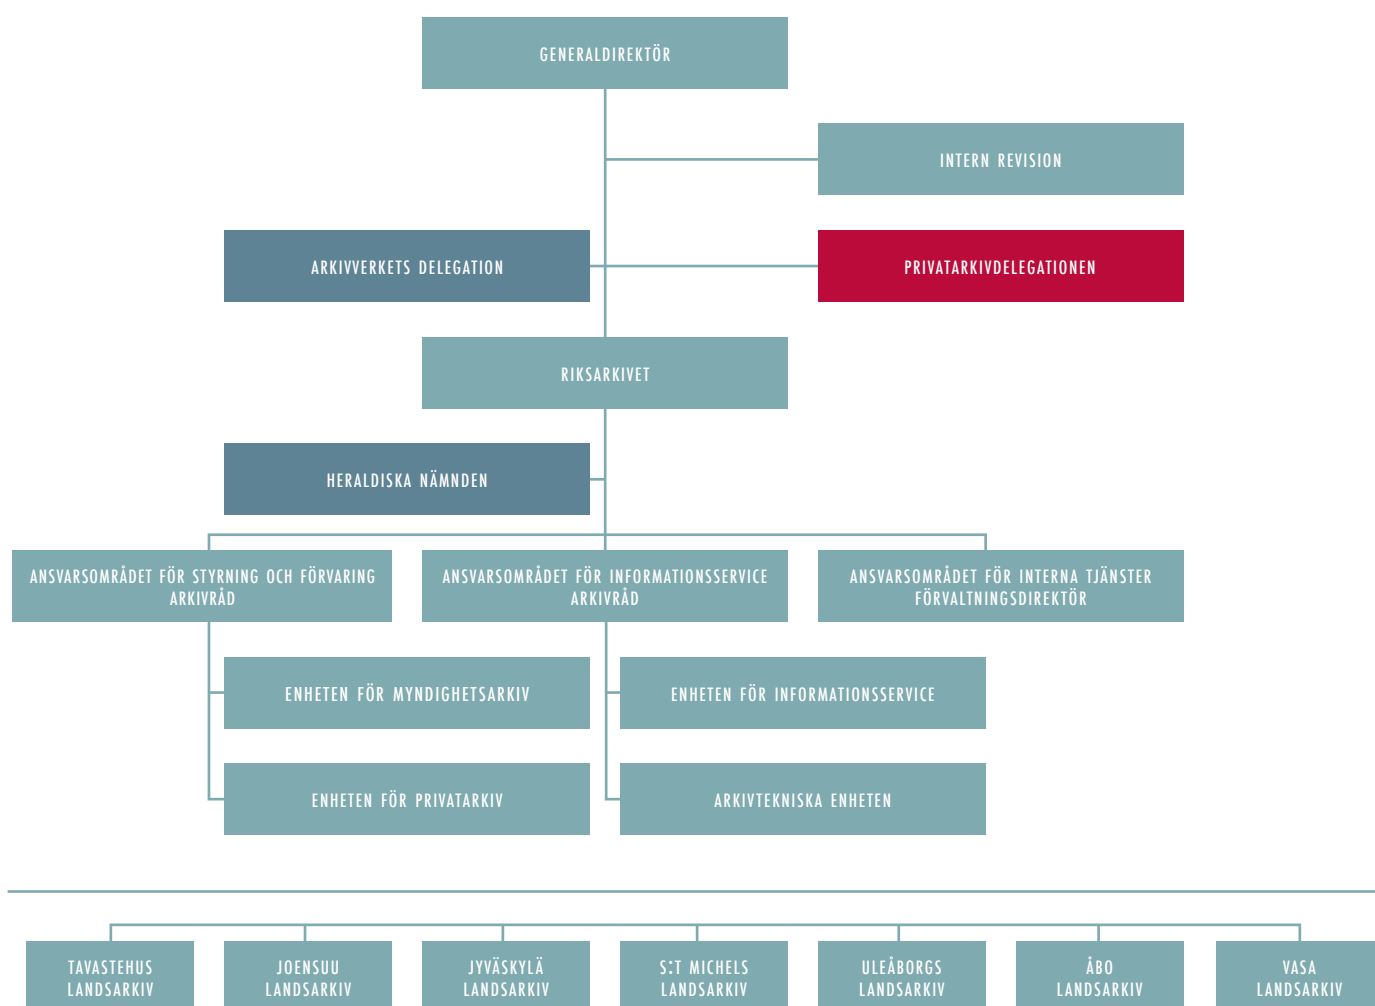 GENERALDIREKTÖR
INTERN REVISION
ARKIVVERKETS DELEGATION
PRIVATARKIVDELEGATIONEN
RIKSARKIVET
HERALDISKA NÄMNDEN
ANSVARSOMRÅDET FÖR STYRNING OCH FÖRVARING
ARKIVRÅD
ANSVARSOMRÅDET FÖR INFORMATIONSSERVICE
ARKIVRÅD
ANSVARSOMRÅDET FÖR INTERNA TJÄNSTER
FÖRVALTNINGSDIREKTÖR
ENHETEN FÖR MYNDIGHETSARKIV
ENHETEN FÖR INFORMATIONSSERVICE
ENHETEN FÖR PRIVATARKIV
ARKIVTEKNISKA ENHETEN
TAVASTEHUS
LANDSARKIV
JOENSUU
LANDSARKIV
JYVÄSKYLÄ
LANDSARKIV
S:T MICHELS
LANDSARKIV
ULEÅBORGS
LANDSARKIV
ÅBO
LANDSARKIV
VASA
LANDSARKIV